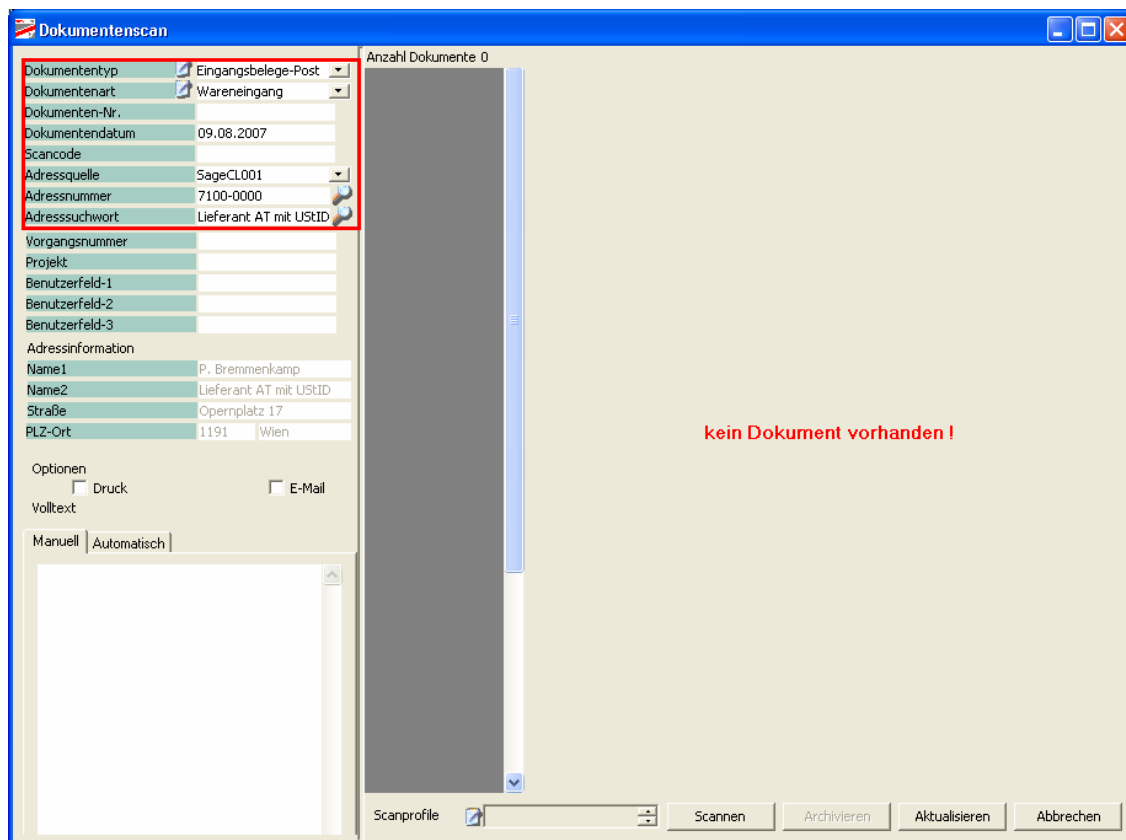 Dokumentenscan
Dokumententyp Eingangsbelege-Post
Dokumentenart Wareneingang
Dokumenten-Nr.
Dokumentendatum 09.08.2007
Scancode
Adressquelle SageCL001
Adressnummer 7100-0000
Adresssuchwort Lieferant AT mit UStID
Vorgangsnummer
Projekt
Benutzerfeld-1
Benutzerfeld-2
Benutzerfeld-3
Adressinformation
Name1 P. Bremmenkamp
Name2 Lieferant AT mit UStID
Straße Opernplatz 17
PLZ-Ort 1191 Wien
Optionen
Druck E-Mail
Volltext
Manuell Automatisch
Anzahl Dokumente 0
kein Dokument vorhanden !
Scanprofile Scannen Archivieren Aktualisieren Abbrechen